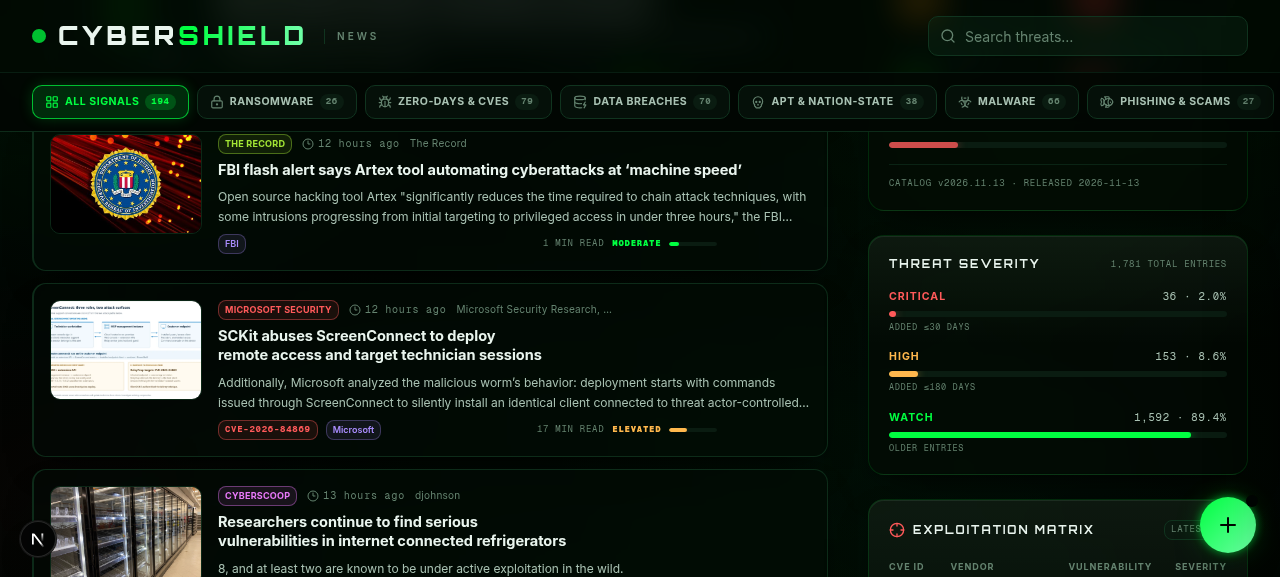 CYBERSHIELD
NEWS
Search threats...
ALL SIGNALS 194
RANSOMWARE 26
ZERO-DAYS & CVES 79
DATA BREACHES 70
APT & NATION-STATE 38
MALWARE 66
PHISHING & SCAMS 27
THE RECORD
12 hours ago
The Record
FBI flash alert says Artex tool automating cyberattacks at ‘machine speed’
Open source hacking tool Artex "significantly reduces the time required to chain attack techniques, with
some intrusions progressing from initial targeting to privileged access in under three hours," the FBI...
FBI
1 MIN READ
MODERATE
MICROSOFT SECURITY
12 hours ago
Microsoft Security Research, ...
SCKit abuses ScreenConnect to deploy
remote access and target technician sessions
Additionally, Microsoft analyzed the malicious worm’s behavior: deployment starts with commands
issued through ScreenConnect to silently install an identical client connected to threat actor-controlled...
CVE-2026-84869
Microsoft
17 MIN READ
ELEVATED
CYBERSCOOP
13 hours ago
djohnson
Researchers continue to find serious
vulnerabilities in internet connected refrigerators
8, and at least two are known to be under active exploitation in the wild.
N
CATALOG v2026.11.13 · RELEASED 2026-11-13
THREAT SEVERITY
1,781 TOTAL ENTRIES
CRITICAL
36 · 2.0%
ADDED ≤30 DAYS
HIGH
153 · 8.6%
ADDED ≤180 DAYS
WATCH
1,592 · 89.4%
OLDER ENTRIES
EXPLOITATION MATRIX
CVE ID
VENDOR
VULNERABILITY
SEVERITY